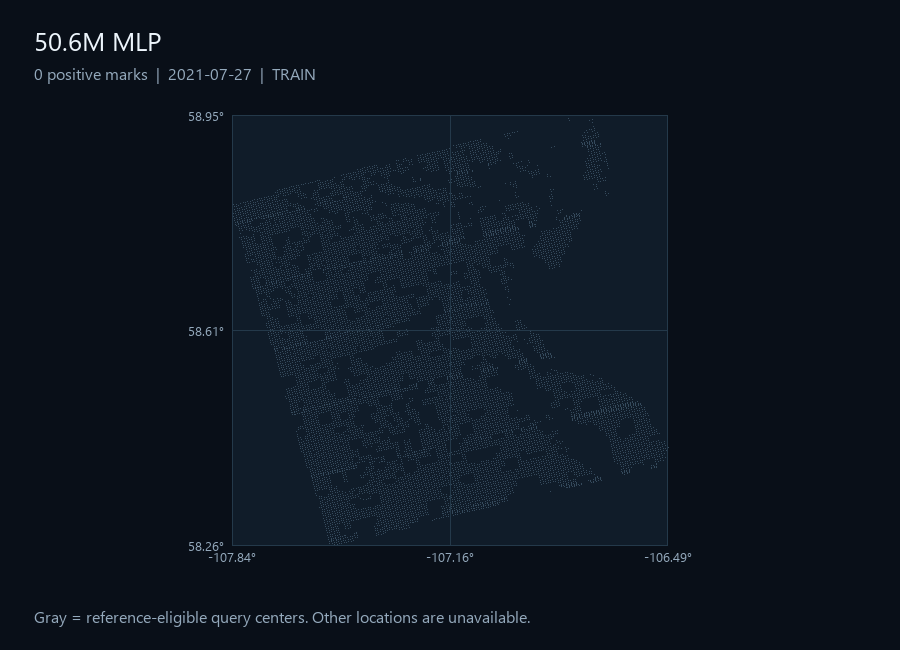 50.6M MLP
0 positive marks | 2021-07-27 | TRAIN
58.95°
58.61°
58.26°
-107.84°
-107.16°
-106.49°
Gray = reference-eligible query centers. Other locations are unavailable.